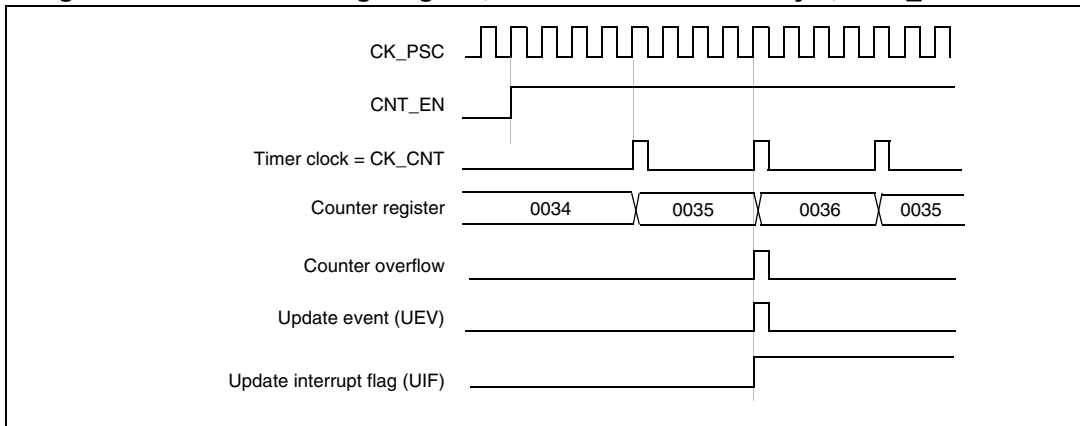 CK_PSC
CNT_EN
Timer clock = CK_CNT
Counter register 0034 0035 0036 0035
Counter overflow
Update event (UEV)
Update interrupt flag (UIF)